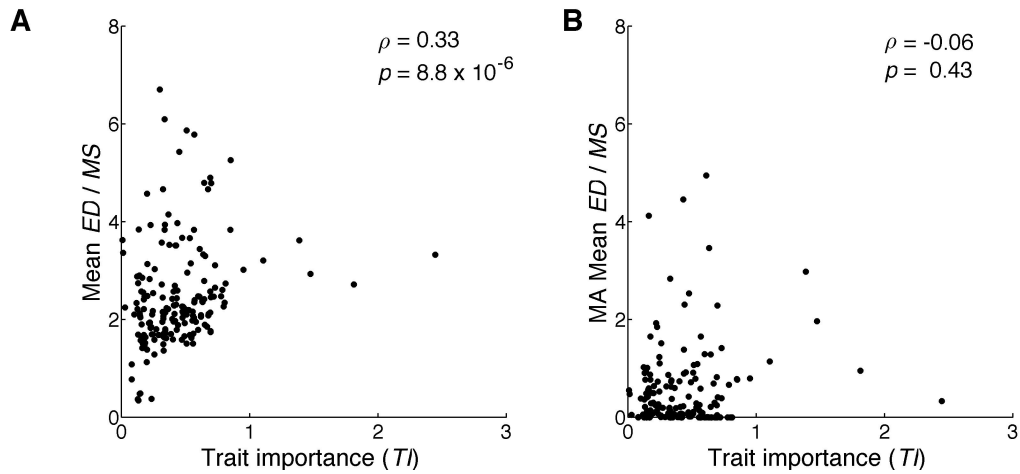 A
ρ = 0.33
p = 8.8 x 10-6
Mean ED / MS
8
6
4
2
0
0 1 2 3
Trait importance (TI)
B
ρ = -0.06
p = 0.43
MA Mean ED / MS
8
6
4
2
0
0 1 2 3
Trait importance (TI)